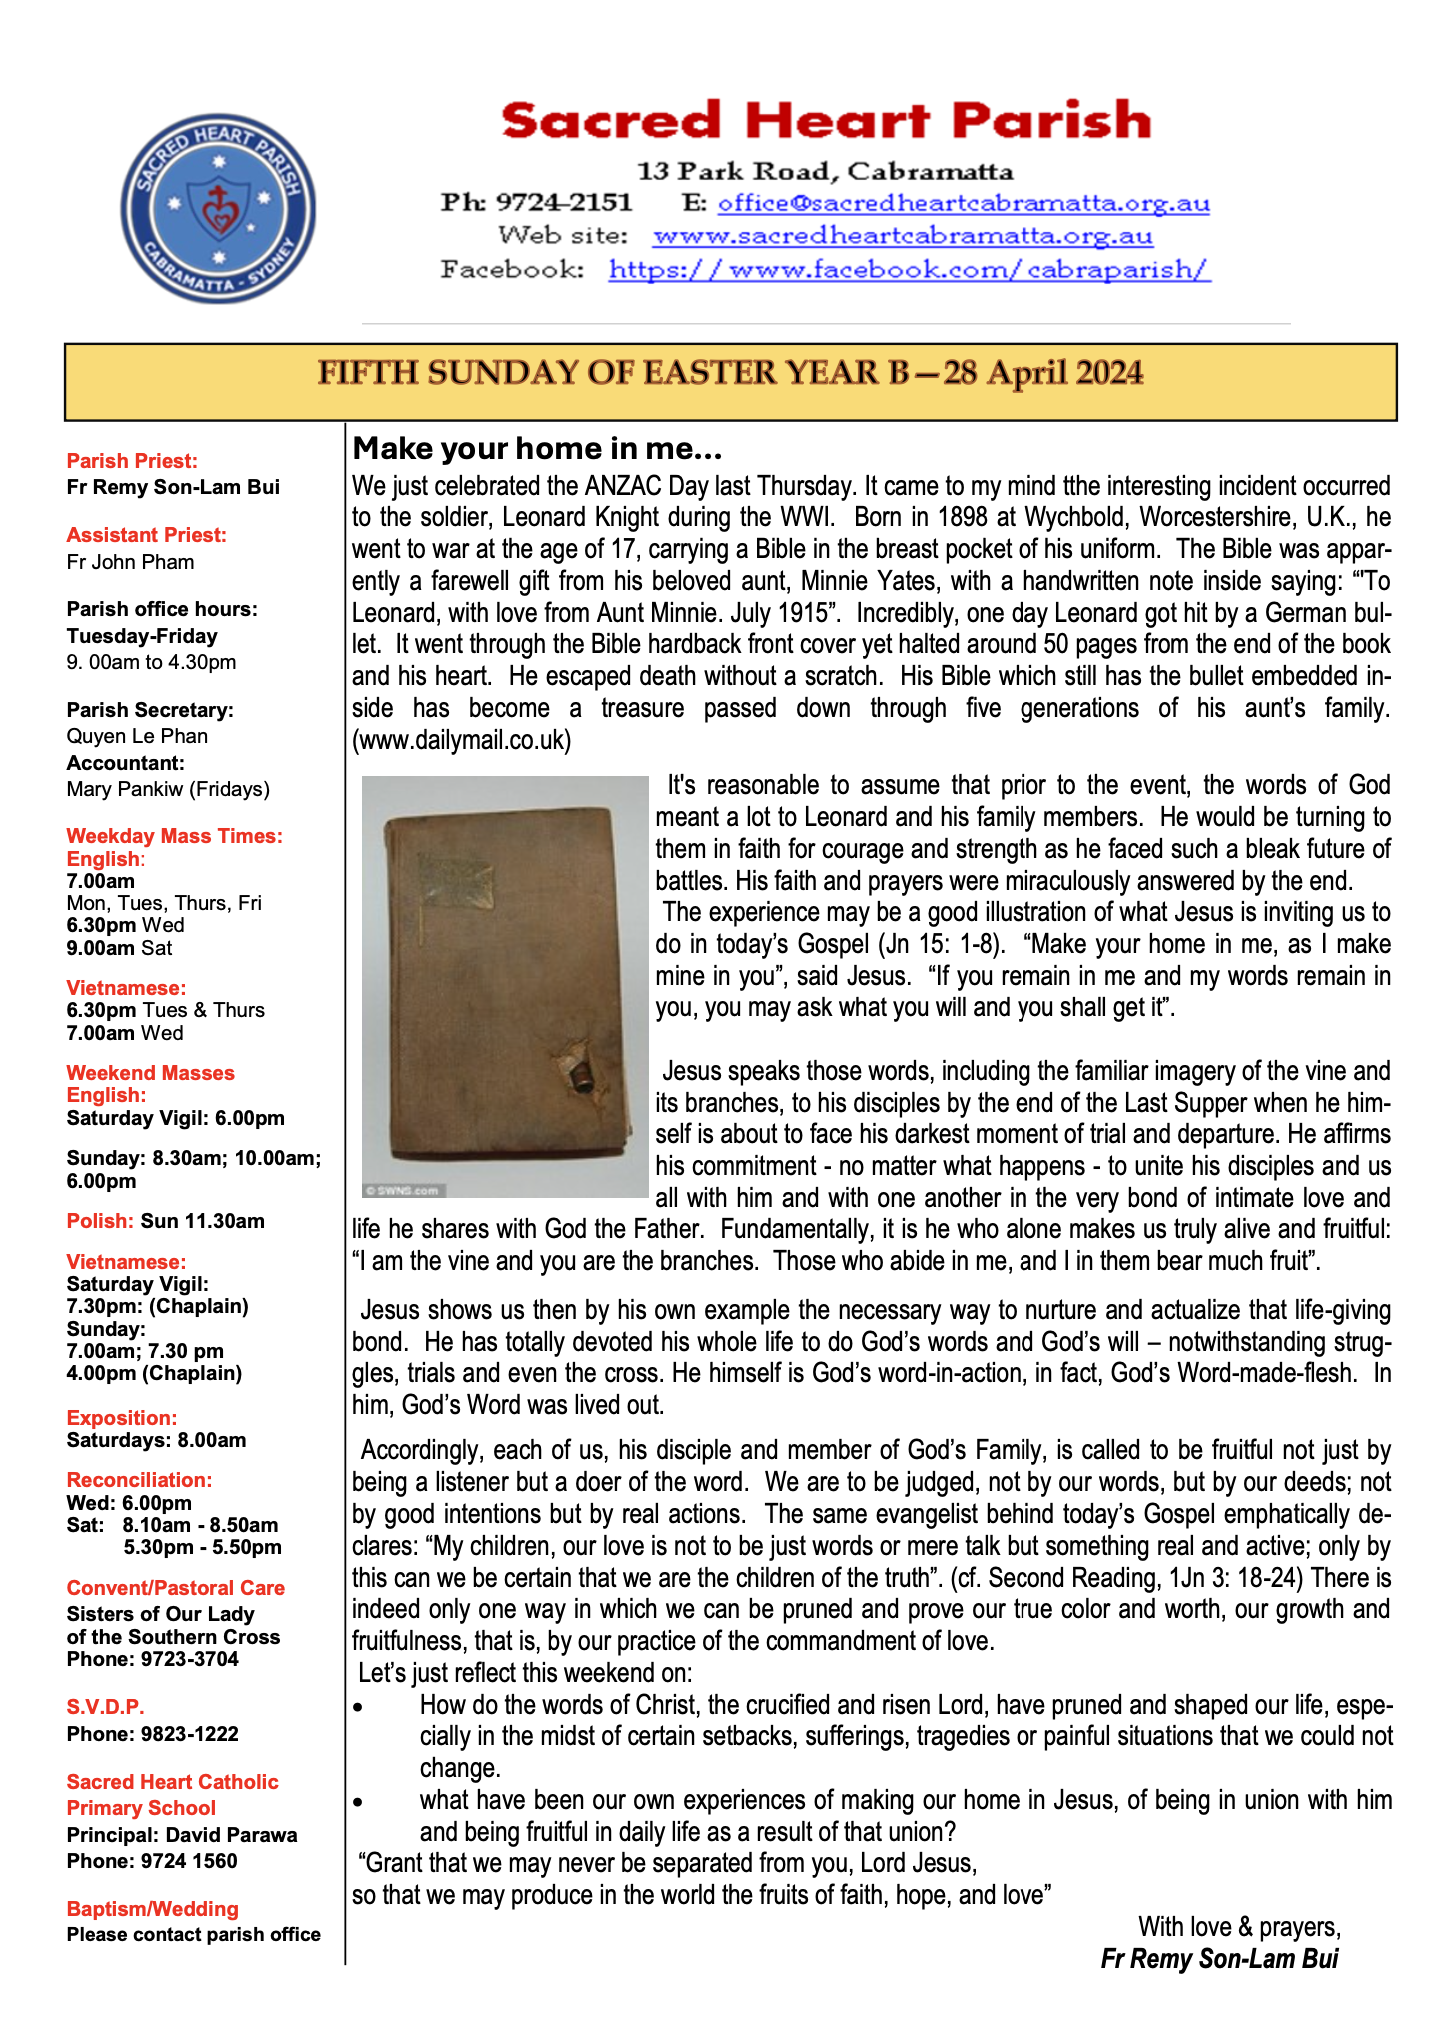 SACRED HEART PARISH
CABRAMATTA - SYDNEY
Sacred Heart Parish
13 Park Road, Cabramatta
Ph: 9724-2151 E: office@sacredheartcabramatta.org.au
Web site: www.sacredheartcabramatta.org.au
Facebook: https://www.facebook.com/cabraparish/
FIFTH SUNDAY OF EASTER YEAR B—28 April 2024
Parish Priest:
Fr Remy Son-Lam Bui
Assistant Priest:
Fr John Pham
Parish office hours:
Tuesday-Friday
9. 00am to 4.30pm
Parish Secretary:
Quyen Le Phan
Accountant:
Mary Pankiw (Fridays)
Weekday Mass Times:
English:
7.00am
Mon, Tues, Thurs, Fri
6.30pm Wed
9.00am Sat
Vietnamese:
6.30pm Tues & Thurs
7.00am Wed
Weekend Masses
English:
Saturday Vigil: 6.00pm
Sunday: 8.30am; 10.00am;
6.00pm
Polish: Sun 11.30am
Vietnamese:
Saturday Vigil:
7.30pm: (Chaplain)
Sunday:
7.00am; 7.30 pm
4.00pm (Chaplain)
Exposition:
Saturdays: 8.00am
Reconciliation:
Wed: 6.00pm
Sat: 8.10am - 8.50am
5.30pm - 5.50pm
Convent/Pastoral Care
Sisters of Our Lady
of the Southern Cross
Phone: 9723-3704
S.V.D.P.
Phone: 9823-1222
Sacred Heart Catholic
Primary School
Principal: David Parawa
Phone: 9724 1560
Baptism/Wedding
Please contact parish office
Make your home in me...
We just celebrated the ANZAC Day last Thursday. It came to my mind tthe interesting incident occurred
to the soldier, Leonard Knight during the WWI. Born in 1898 at Wychbold, Worcestershire, U.K., he
went to war at the age of 17, carrying a Bible in the breast pocket of his uniform. The Bible was appar-
ently a farewell gift from his beloved aunt, Minnie Yates, with a handwritten note inside saying: “'To
Leonard, with love from Aunt Minnie. July 1915”. Incredibly, one day Leonard got hit by a German bul-
let. It went through the Bible hardback front cover yet halted around 50 pages from the end of the book
and his heart. He escaped death without a scratch. His Bible which still has the bullet embedded in-
side has become a treasure passed down through five generations of his aunt’s family.
(www.dailymail.co.uk)
It's reasonable to assume that prior to the event, the words of God
meant a lot to Leonard and his family members. He would be turning to
them in faith for courage and strength as he faced such a bleak future of
battles. His faith and prayers were miraculously answered by the end.
The experience may be a good illustration of what Jesus is inviting us to
do in today’s Gospel (Jn 15: 1-8). “Make your home in me, as I make
mine in you”, said Jesus. “If you remain in me and my words remain in
you, you may ask what you will and you shall get it”.
Jesus speaks those words, including the familiar imagery of the vine and
its branches, to his disciples by the end of the Last Supper when he him-
self is about to face his darkest moment of trial and departure. He affirms
his commitment - no matter what happens - to unite his disciples and us
© SWNS.com
all with him and with one another in the very bond of intimate love and
life he shares with God the Father. Fundamentally, it is he who alone makes us truly alive and fruitful:
“I am the vine and you are the branches. Those who abide in me, and I in them bear much fruit”.
Jesus shows us then by his own example the necessary way to nurture and actualize that life-giving
bond. He has totally devoted his whole life to do God’s words and God’s will – notwithstanding strug-
gles, trials and even the cross. He himself is God’s word-in-action, in fact, God’s Word-made-flesh. In
him, God’s Word was lived out.
Accordingly, each of us, his disciple and member of God’s Family, is called to be fruitful not just by
being a listener but a doer of the word. We are to be judged, not by our words, but by our deeds; not
by good intentions but by real actions. The same evangelist behind today’s Gospel emphatically de-
clares: “My children, our love is not to be just words or mere talk but something real and active; only by
this can we be certain that we are the children of the truth”. (cf. Second Reading, 1Jn 3: 18-24) There is
indeed only one way in which we can be pruned and prove our true color and worth, our growth and
fruitfulness, that is, by our practice of the commandment of love.
Let’s just reflect this weekend on:
• How do the words of Christ, the crucified and risen Lord, have pruned and shaped our life, espe-
cially in the midst of certain setbacks, sufferings, tragedies or painful situations that we could not
change.
• what have been our own experiences of making our home in Jesus, of being in union with him
and being fruitful in daily life as a result of that union?
“Grant that we may never be separated from you, Lord Jesus,
so that we may produce in the world the fruits of faith, hope, and love”
With love & prayers,
Fr Remy Son-Lam Bui